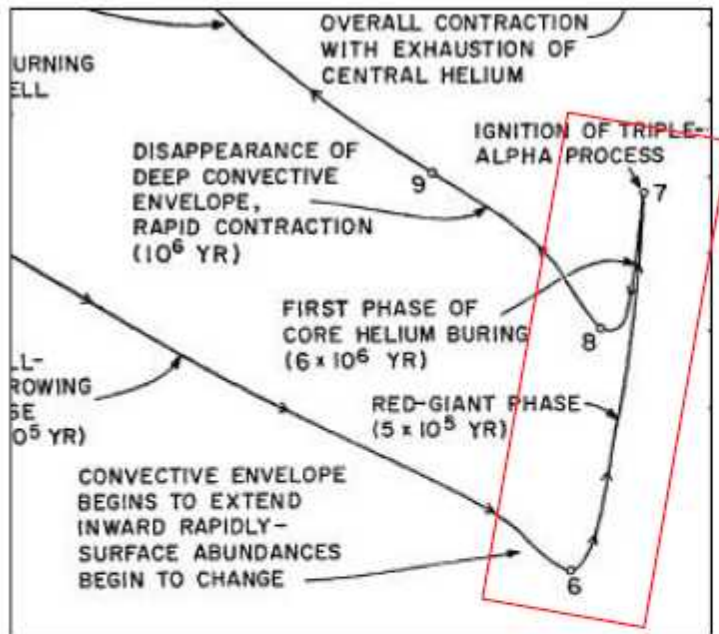 OVERALL CONTRACTION
WITH EXHAUSTION OF
CENTRAL HELIUM
URNING
ELL
IGNITION OF TRIPLE-
ALPHA PROCESS
7
DISAPPEARANCE OF
DEEP CONVECTIVE
ENVELOPE,
RAPID CONTRACTION
(10⁶ YR)
9
FIRST PHASE OF
CORE HELIUM BURING
(6 x 10⁶ YR)
8
LL-
ROWING
SE
0⁵ YR)
RED-GIANT PHASE
(5 x 10⁵ YR)
CONVECTIVE ENVELOPE
BEGINS TO EXTEND
INWARD RAPIDLY-
SURFACE ABUNDANCES
BEGIN TO CHANGE
6